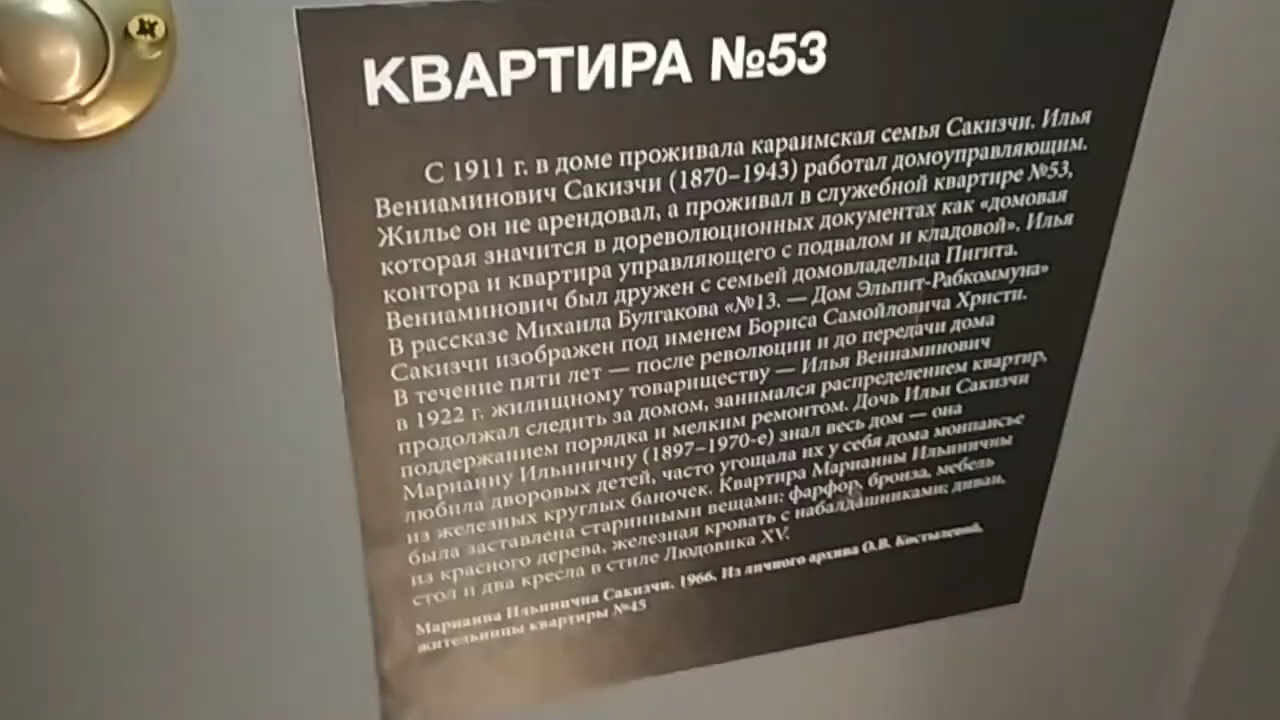 КВАРТИРА №53
С 1911 г. в доме проживала караимская семья Сакизчи. Илья
Вениаминович Сакизчи (1870–1943) работал домоуправляющим.
Жилье он не арендовал, а проживал в служебной квартире №53,
которая значится в дореволюционных документах как «домовая
контора и квартира управляющего с подвалом и кладовой». Илья
Вениаминович был дружен с семьей домовладельца Пигита.
В рассказе Михаила Булгакова «№13. — Дом Эльпит-Рабкоммуна»
Сакизчи изображен под именем Бориса Самойловича Христи.
В течение пяти лет — после революции и до передачи дома
в 1922 г. жилищному товариществу — Илья Вениаминович
продолжал следить за домом, занимался распределением квартир,
поддержанием порядка и мелким ремонтом. Дочь Ильи Сакизчи
Марианну Ильиничну (1897–1970-е) знал весь дом — она
любила дворовых детей, часто угощала их у себя дома монпансье
из железных круглых баночек. Квартира Марианны Ильиничны
была заставлена старинными вещами: фарфор, бронза, мебель
из красного дерева, железная кровать с набалдашниками; диван,
стол и два кресла в стиле Людовика XV.
Марианна Ильинична Сакизчи. 1966. Из личного архива О.В. Костылевой,
жительницы квартиры №45